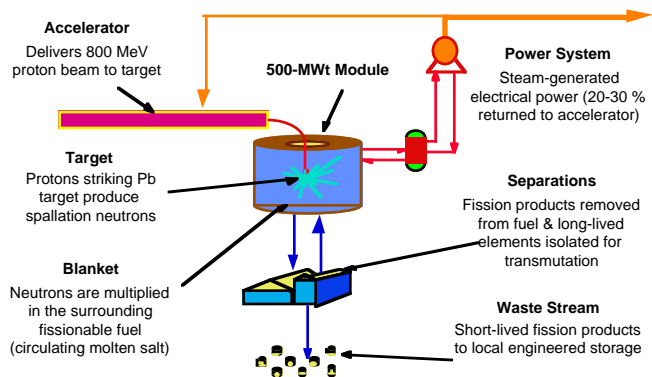 Accelerator
Delivers 800 MeV
proton beam to target
500-MWt Module
Power System
Steam-generated
electrical power (20-30 %
returned to accelerator)
Target
Protons striking Pb
target produce
spallation neutrons
Separations
Fission products removed
from fuel & long-lived
elements isolated for
transmutation
Blanket
Neutrons are multiplied
in the surrounding
fissionable fuel
(circulating molten salt)
Waste Stream
Short-lived fission products
to local engineered storage